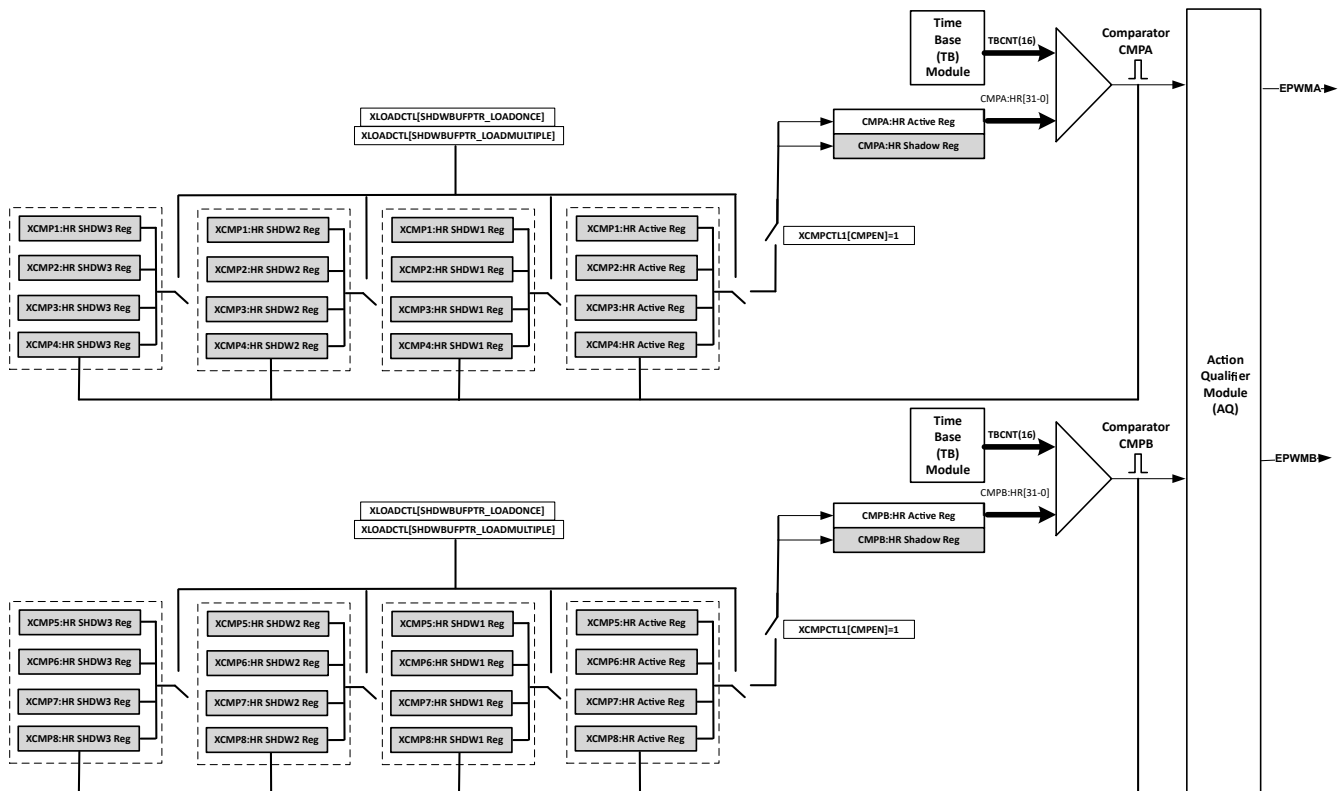 Time
Base
(TB)
Module
TBCNT(16)
Comparator
CMPA
EPWMA
CMPA:HR[31-0]
XLOADCTL[SHDWBUFPTR_LOADONCE]
XLOADCTL[SHDWBUFPTR_LOADMULTIPLE]
CMPA:HR Active Reg
CMPA:HR Shadow Reg
XCMP1:HR SHDW3 Reg
XCMP2:HR SHDW3 Reg
XCMP3:HR SHDW3 Reg
XCMP4:HR SHDW3 Reg
XCMP1:HR SHDW2 Reg
XCMP2:HR SHDW2 Reg
XCMP3:HR SHDW2 Reg
XCMP4:HR SHDW2 Reg
XCMP1:HR SHDW1 Reg
XCMP2:HR SHDW1 Reg
XCMP3:HR SHDW1 Reg
XCMP4:HR SHDW1 Reg
XCMP1:HR Active Reg
XCMP2:HR Active Reg
XCMP3:HR Active Reg
XCMP4:HR Active Reg
XCMPCTL1[CMPEN]=1
Action
Qualifier
Module
(AQ)
Time
Base
(TB)
Module
TBCNT(16)
Comparator
CMPB
EPWMB
CMPB:HR[31-0]
XLOADCTL[SHDWBUFPTR_LOADONCE]
XLOADCTL[SHDWBUFPTR_LOADMULTIPLE]
CMPB:HR Active Reg
CMPB:HR Shadow Reg
XCMP5:HR SHDW3 Reg
XCMP6:HR SHDW3 Reg
XCMP7:HR SHDW3 Reg
XCMP8:HR SHDW3 Reg
XCMP5:HR SHDW2 Reg
XCMP6:HR SHDW2 Reg
XCMP7:HR SHDW2 Reg
XCMP8:HR SHDW2 Reg
XCMP5:HR SHDW1 Reg
XCMP6:HR SHDW1 Reg
XCMP7:HR SHDW1 Reg
XCMP8:HR SHDW1 Reg
XCMP5:HR Active Reg
XCMP6:HR Active Reg
XCMP7:HR Active Reg
XCMP8:HR Active Reg
XCMPCTL1[CMPEN]=1